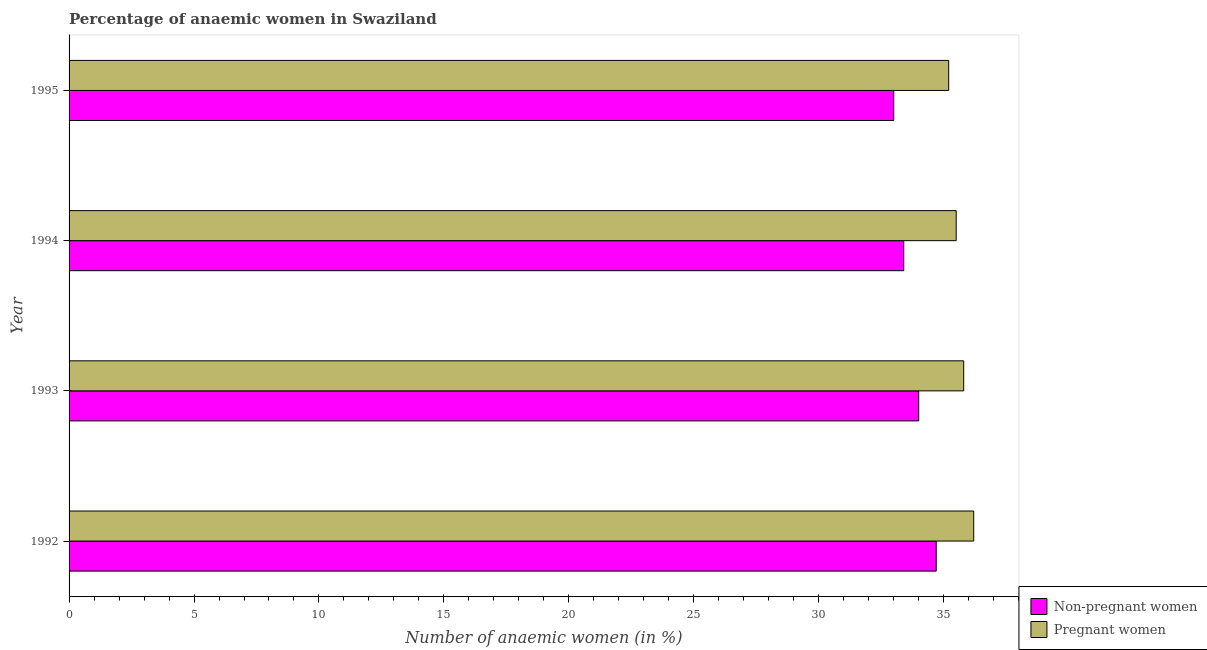 Percentage of anaemic women in Swaziland
1995
1994
1993
1992
Year
0
5
10
15
20
25
30
35
Number of anaemic women (in %)
Non-pregnant women
Pregnant women